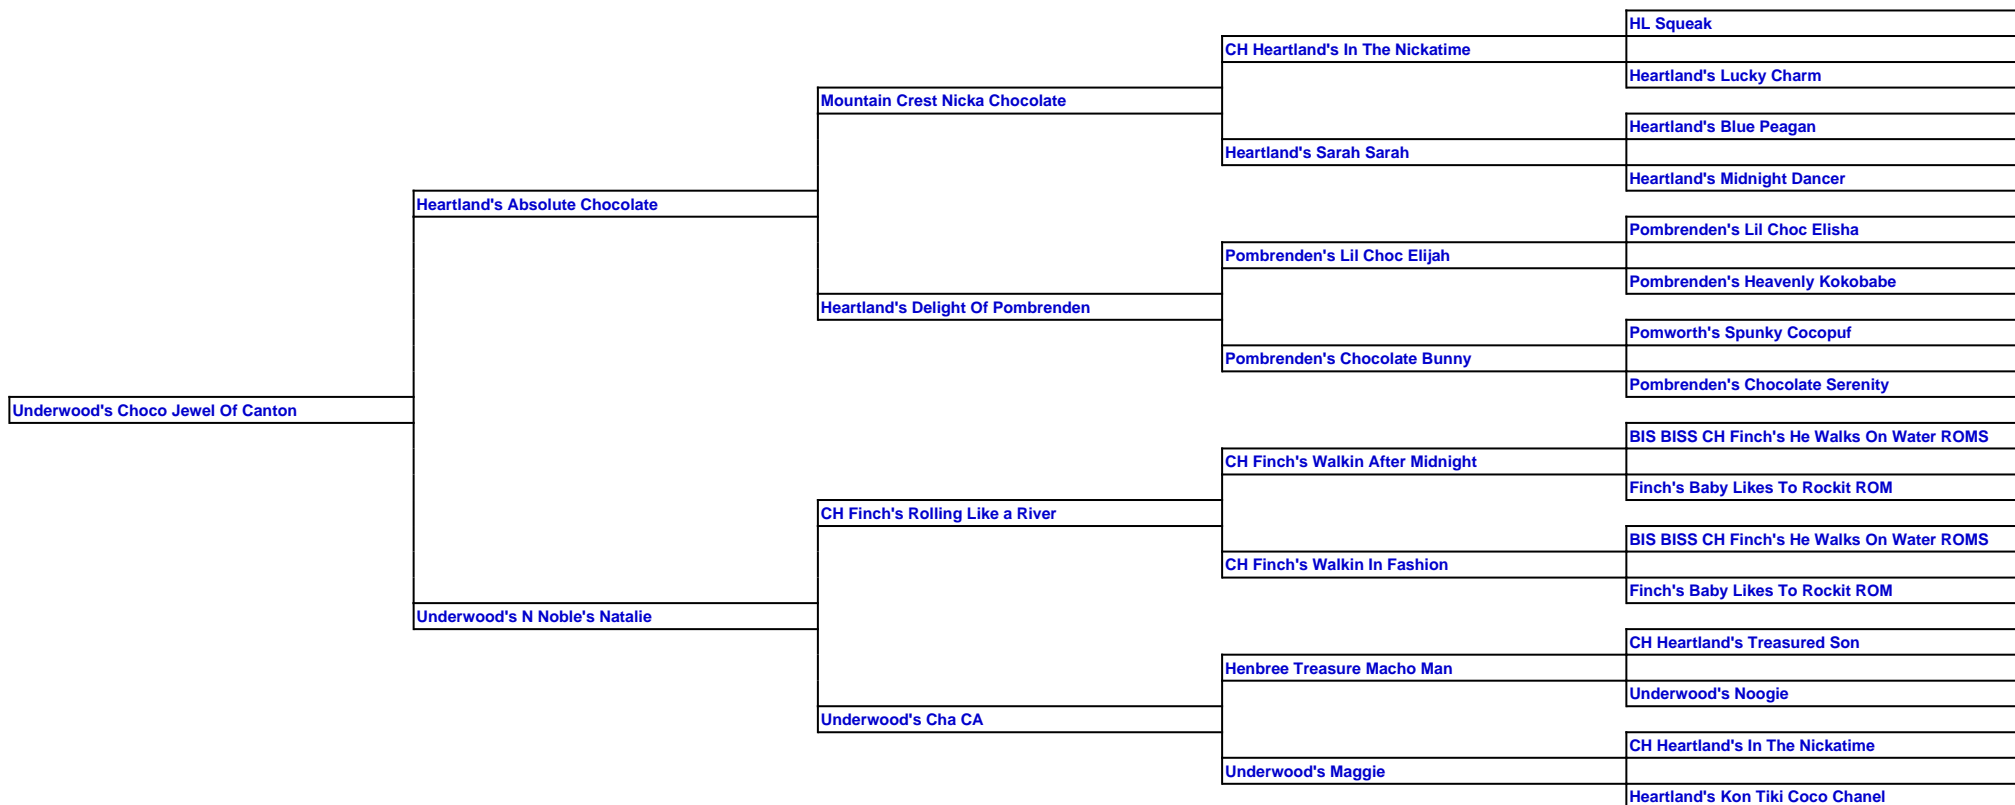 HL Squeak
CH Heartland's In The Nickatime
Heartland's Lucky Charm
Mountain Crest Nicka Chocolate
Heartland's Blue Peagan
Heartland's Sarah Sarah
Heartland's Midnight Dancer
Heartland's Absolute Chocolate
Pombrenden's Lil Choc Elisha
Pombrenden's Lil Choc Elijah
Pombrenden's Heavenly Kokobabe
Heartland's Delight Of Pombrenden
Pomworth's Spunky Cocopuf
Pombrenden's Chocolate Bunny
Pombrenden's Chocolate Serenity
Underwood's Choco Jewel Of Canton
BIS BISS CH Finch's He Walks On Water ROMS
CH Finch's Walkin After Midnight
Finch's Baby Likes To Rockit ROM
CH Finch's Rolling Like a River
BIS BISS CH Finch's He Walks On Water ROMS
CH Finch's Walkin In Fashion
Finch's Baby Likes To Rockit ROM
Underwood's N Noble's Natalie
CH Heartland's Treasured Son
Henbree Treasure Macho Man
Underwood's Noogie
Underwood's Cha CA
CH Heartland's In The Nickatime
Underwood's Maggie
Heartland's Kon Tiki Coco Chanel